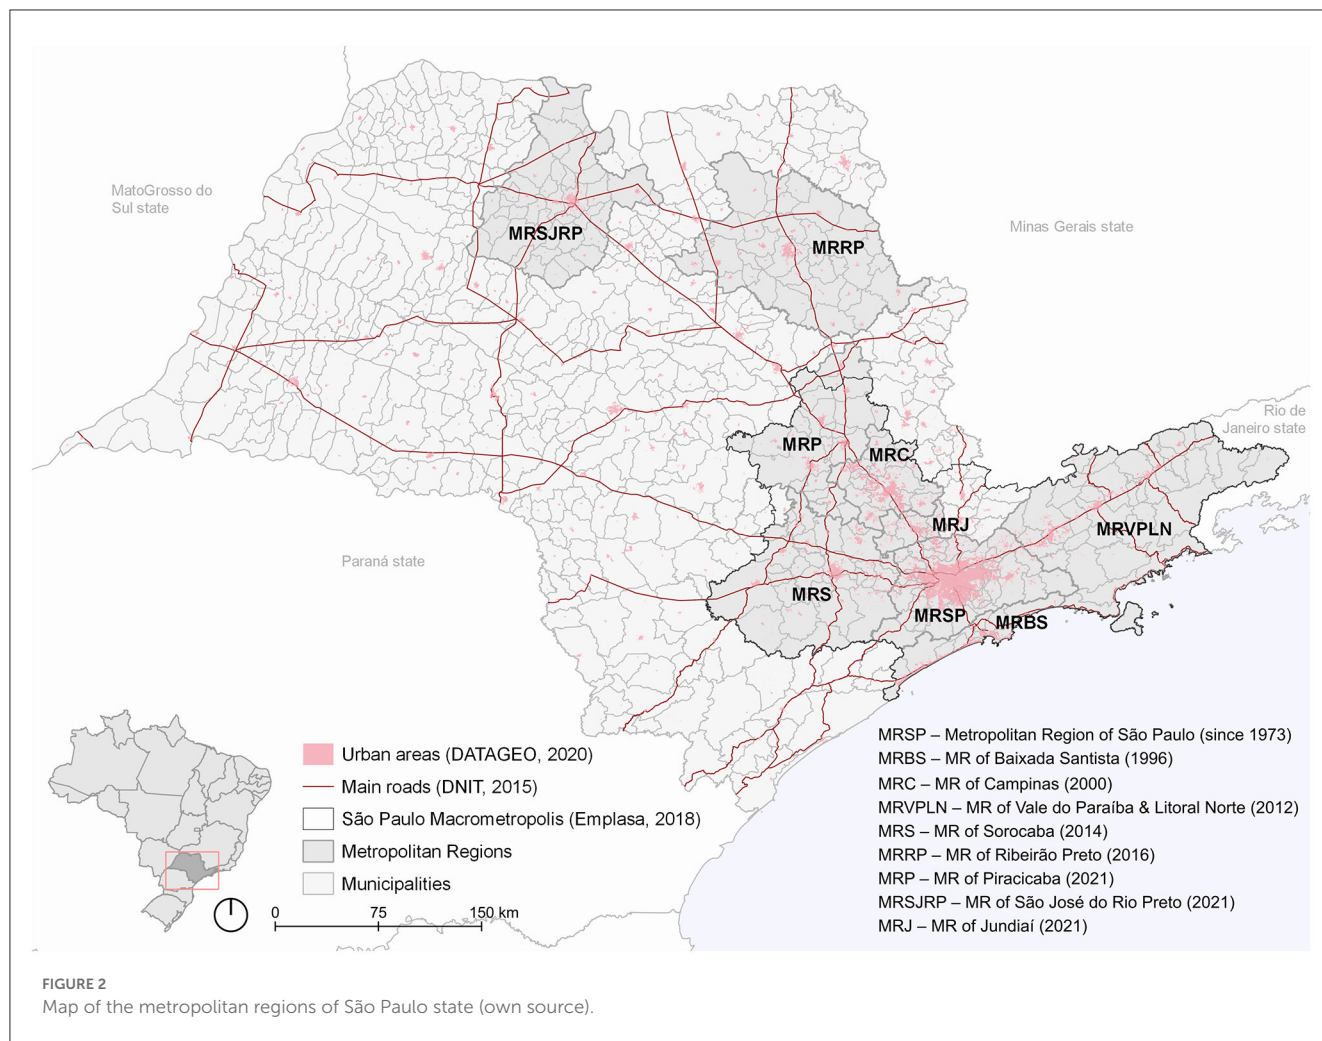 MatoGrosso do
Sul state
Minas Gerais state
MRSJRP
MRRP
Rio de
Janeiro state
MRP
MRC
MRJ
MRVPLN
Paraná state
MRS
MRSP
MRBS
Urban areas (DATAGEO, 2020)
Main roads (DNIT, 2015)
São Paulo Macrometropolis (Emplasa, 2018)
Metropolitan Regions
Municipalities
0 75 150 km
MRSP – Metropolitan Region of São Paulo (since 1973)
MRBS – MR of Baixada Santista (1996)
MRC – MR of Campinas (2000)
MRVPLN – MR of Vale do Paraíba & Litoral Norte (2012)
MRS – MR of Sorocaba (2014)
MRRP – MR of Ribeirão Preto (2016)
MRP – MR of Piracicaba (2021)
MRSJRP – MR of São José do Rio Preto (2021)
MRJ – MR of Jundiaí (2021)
FIGURE 2
Map of the metropolitan regions of São Paulo state (own source).